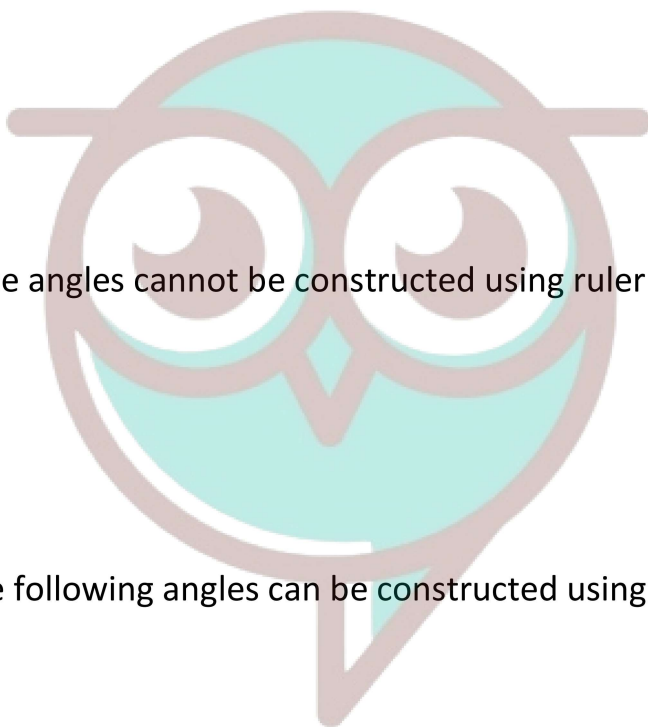 e angles cannot be constructed using ruler
following angles can be constructed using